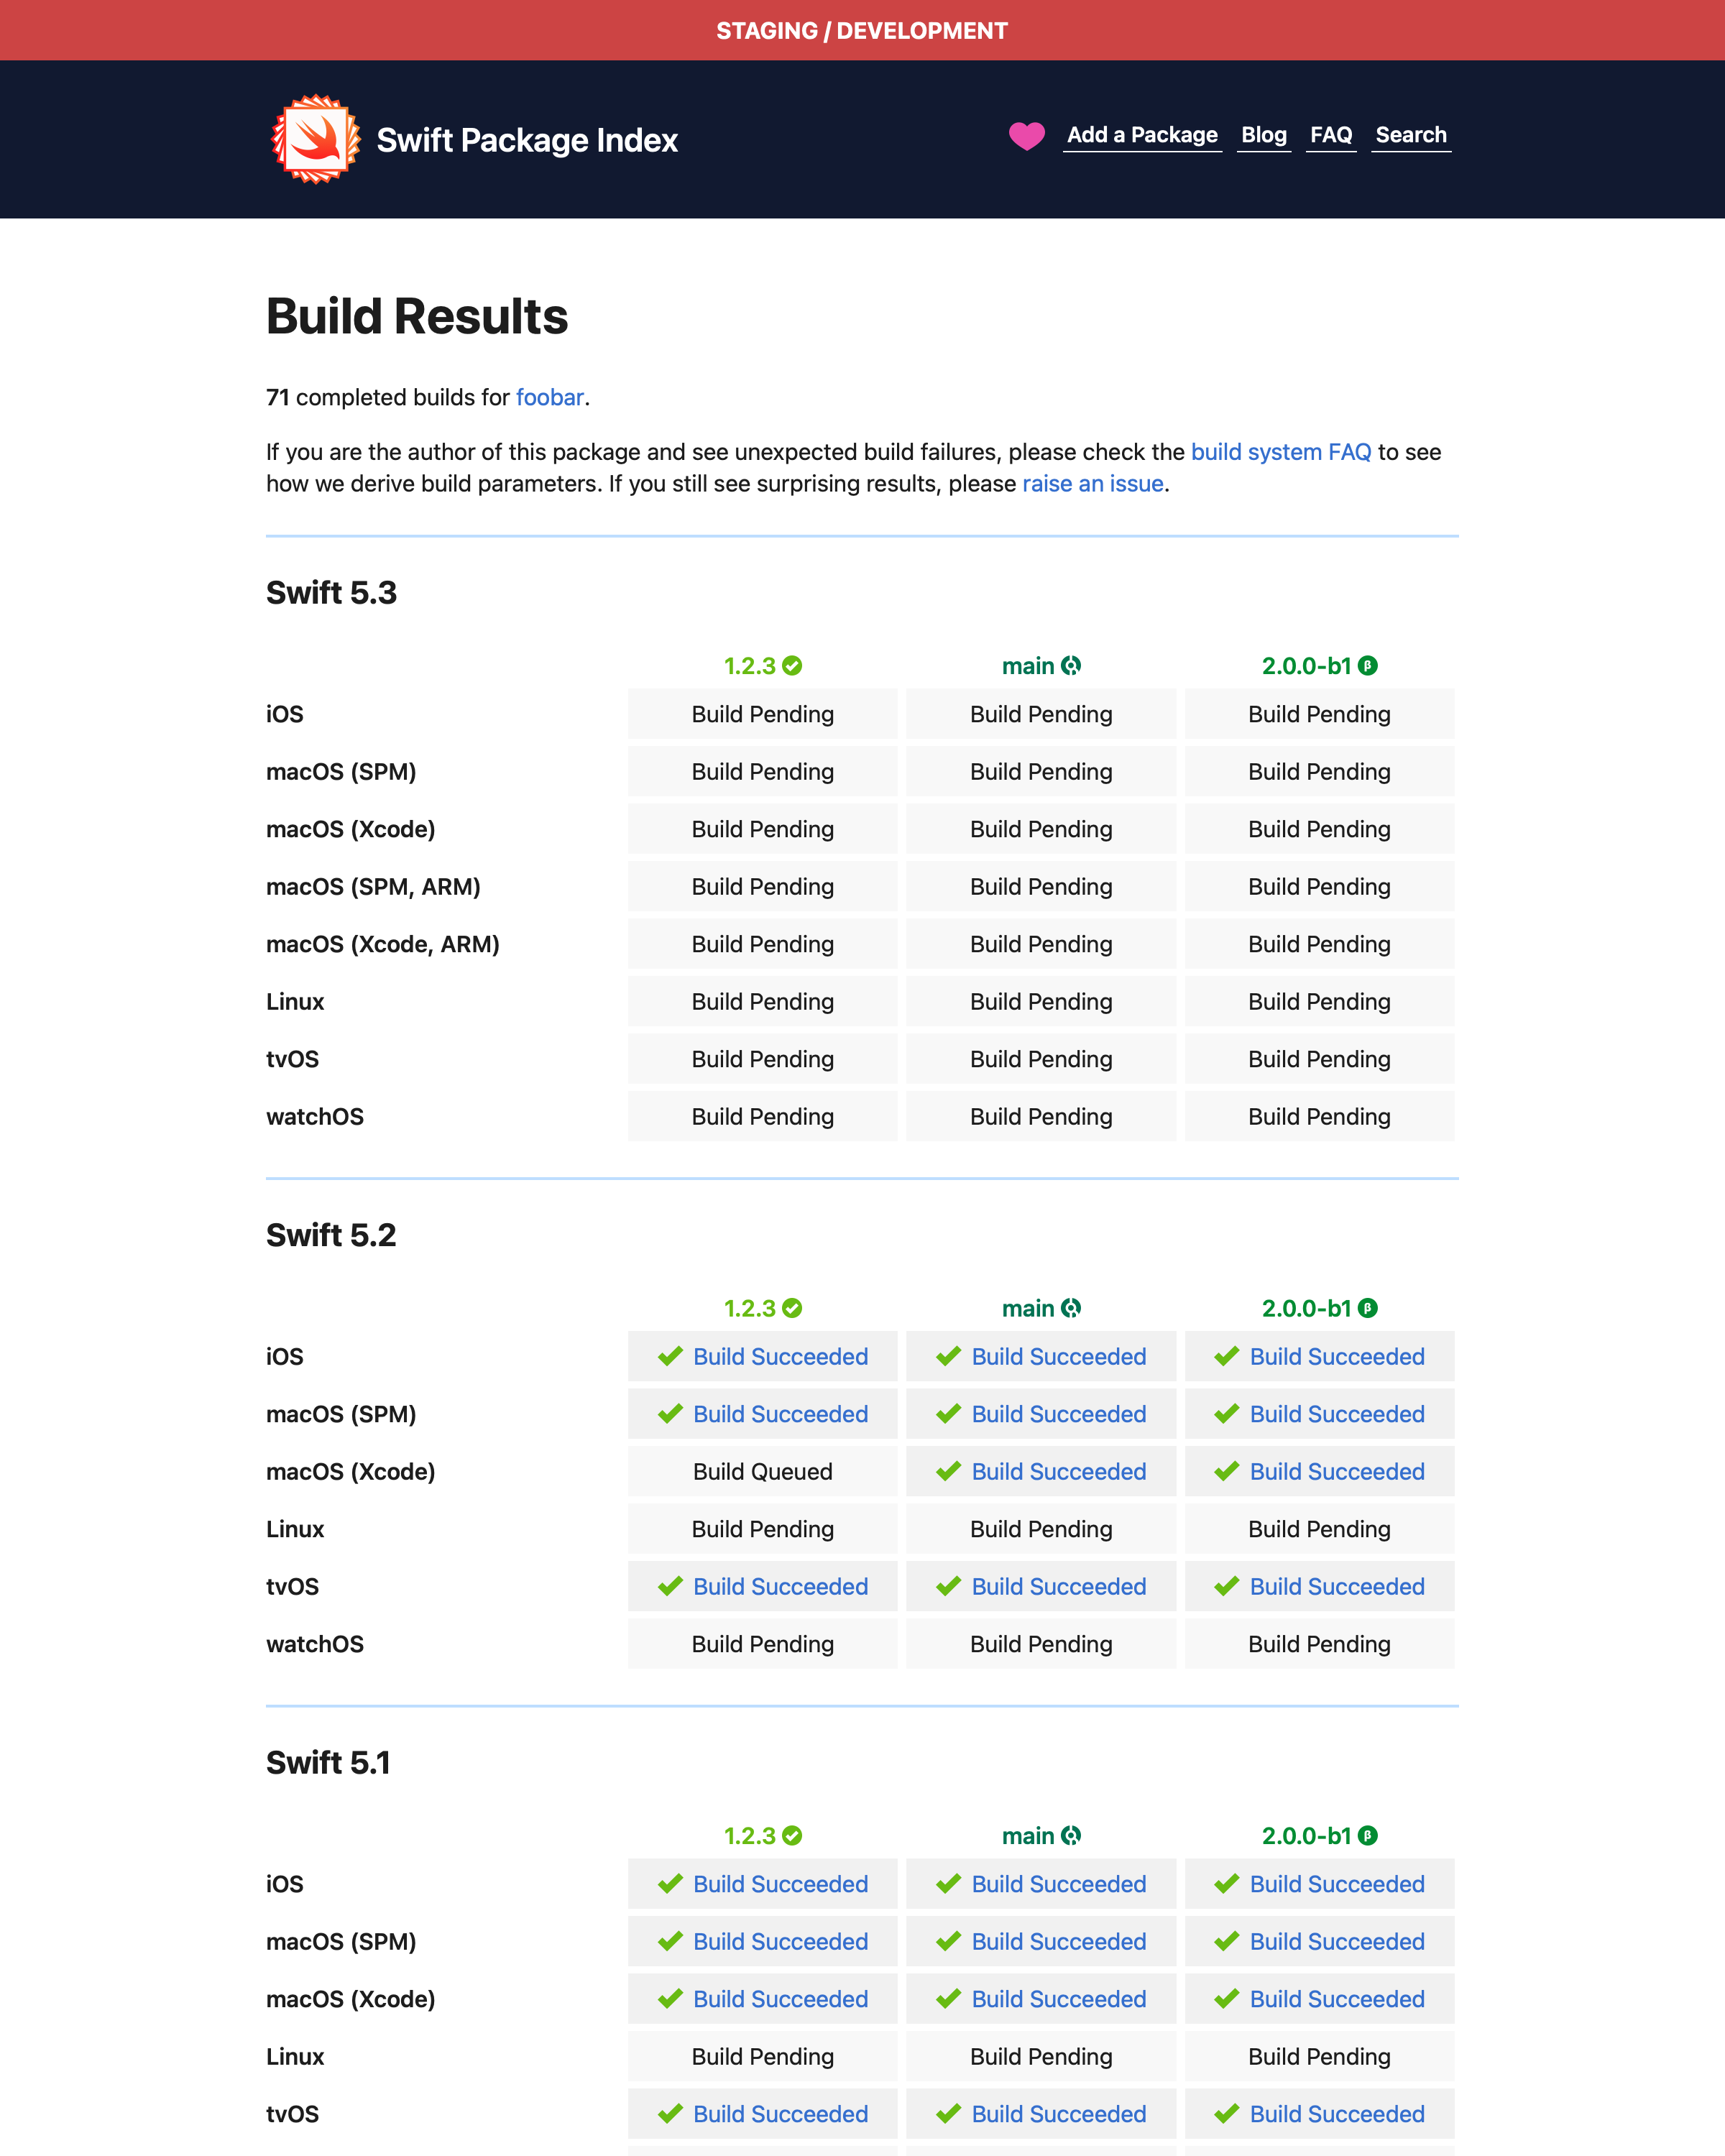 STAGING / DEVELOPMENT
Swift Package Index
Add a Package Blog FAQ Search
Build Results
71 completed builds for foobar.
If you are the author of this package and see unexpected build failures, please check the build system FAQ to see
how we derive build parameters. If you still see surprising results, please raise an issue.
Swift 5.3
1.2.3 main 2.0.0-b1 β
iOS Build Pending Build Pending Build Pending
macOS (SPM) Build Pending Build Pending Build Pending
macOS (Xcode) Build Pending Build Pending Build Pending
macOS (SPM, ARM) Build Pending Build Pending Build Pending
macOS (Xcode, ARM) Build Pending Build Pending Build Pending
Linux Build Pending Build Pending Build Pending
tvOS Build Pending Build Pending Build Pending
watchOS Build Pending Build Pending Build Pending
Swift 5.2
1.2.3 main 2.0.0-b1 β
iOS Build Succeeded Build Succeeded Build Succeeded
macOS (SPM) Build Succeeded Build Succeeded Build Succeeded
macOS (Xcode) Build Queued Build Succeeded Build Succeeded
Linux Build Pending Build Pending Build Pending
tvOS Build Succeeded Build Succeeded Build Succeeded
watchOS Build Pending Build Pending Build Pending
Swift 5.1
1.2.3 main 2.0.0-b1 β
iOS Build Succeeded Build Succeeded Build Succeeded
macOS (SPM) Build Succeeded Build Succeeded Build Succeeded
macOS (Xcode) Build Succeeded Build Succeeded Build Succeeded
Linux Build Pending Build Pending Build Pending
tvOS Build Succeeded Build Succeeded Build Succeeded